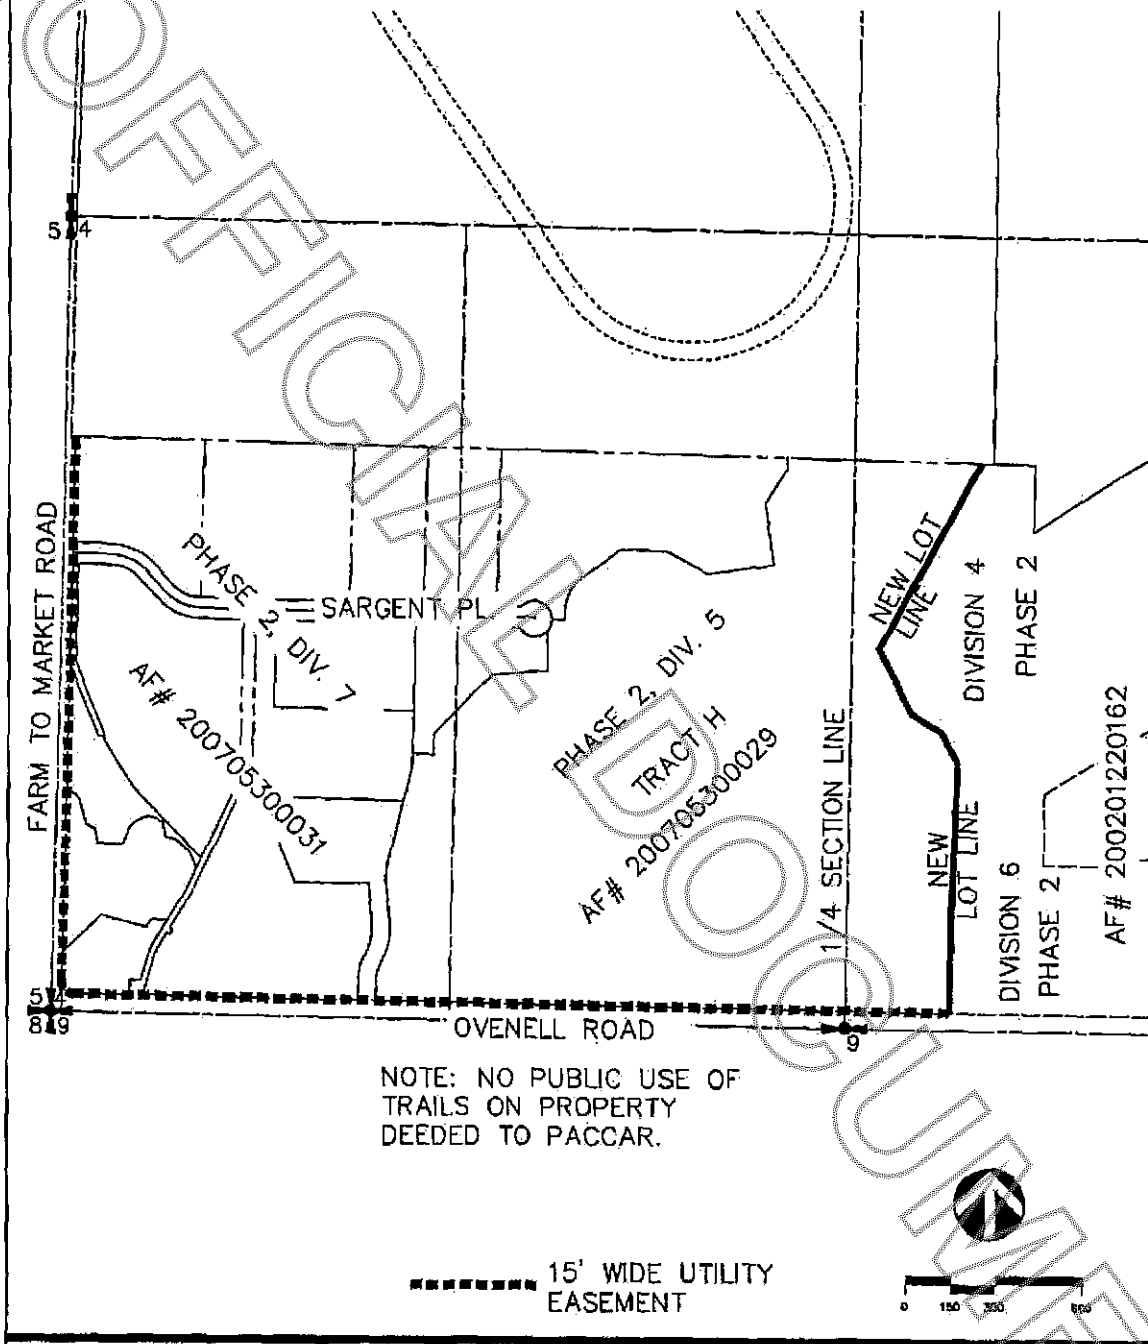 5 4
FARM TO MARKET ROAD
PHASE 2, DIV. 7
SARGENT PL
AF# 200705300031
PHASE 2, DIV. 5
TRACT H
AF# 200705300029
1/4 SECTION LINE
NEW LOT
LINE
DIVISION 4
PHASE 2
NEW
LOT LINE
DIVISION 6
PHASE 2
AF# 200201220162
5 4
8 9
OVENELL ROAD
9
NOTE: NO PUBLIC USE OF
TRAILS ON PROPERTY
DEEDED TO PACCAR.
15' WIDE UTILITY
EASEMENT
0 150 300 600
OFFICIAL DOCUME